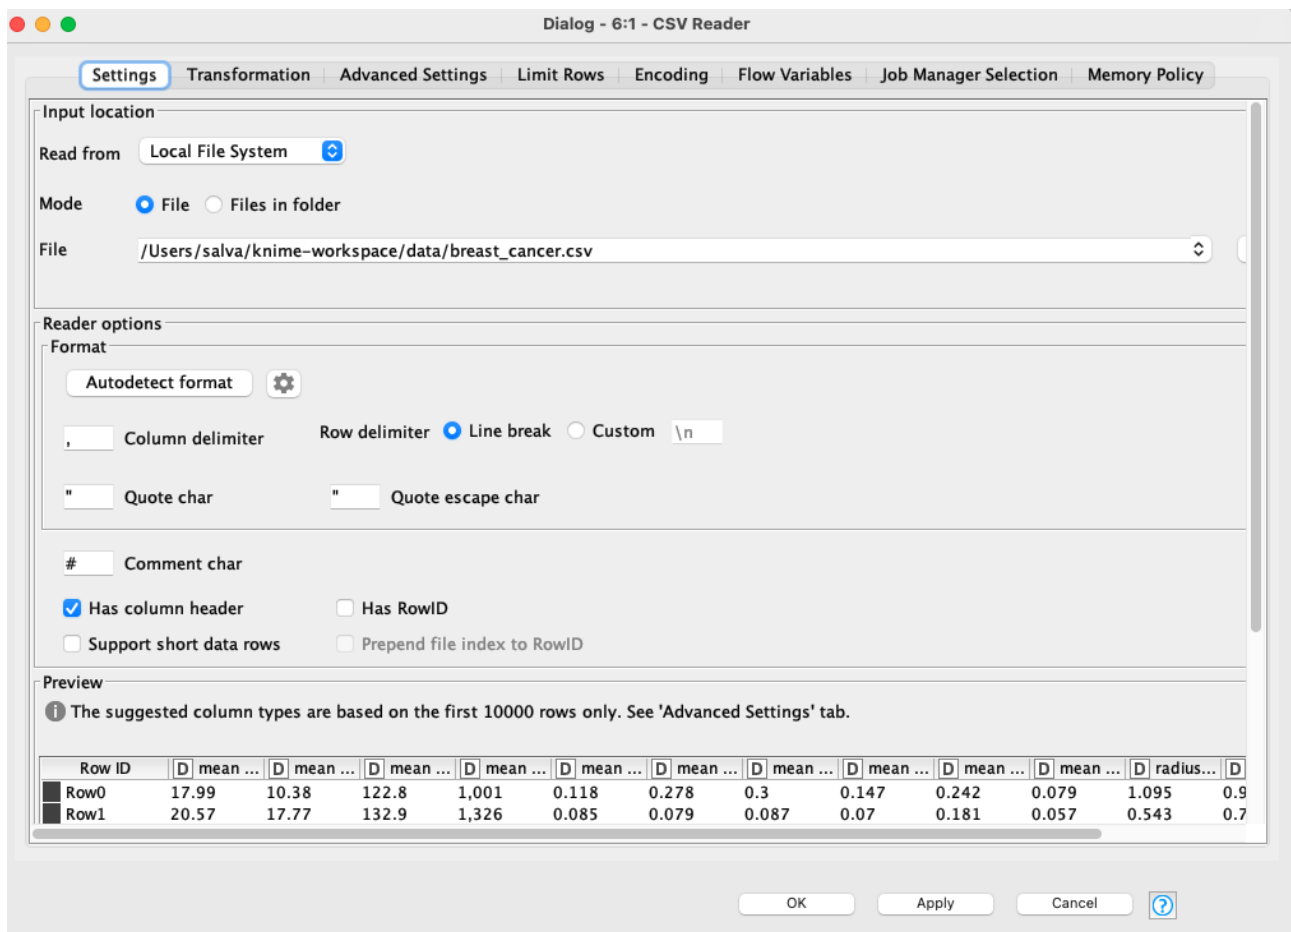 Dialog - 6:1 - CSV Reader
Settings Transformation Advanced Settings Limit Rows Encoding Flow Variables Job Manager Selection Memory Policy
Input location
Read from Local File System
Mode File Files in folder
File /Users/salva/knime-workspace/data/breast_cancer.csv
Reader options
Format
Autodetect format
, Column delimiter Row delimiter Line break Custom \n
" Quote char " Quote escape char
# Comment char
Has column header Has RowID
Support short data rows Prepend file index to RowID
Preview
The suggested column types are based on the first 10000 rows only. See 'Advanced Settings' tab.
Row ID D mean ... D mean ... D mean ... D mean ... D mean ... D mean ... D mean ... D mean ... D mean ... D mean ... D radius... D
Row0 17.99 10.38 122.8 1,001 0.118 0.278 0.3 0.147 0.242 0.079 1.095 0.9
Row1 20.57 17.77 132.9 1,326 0.085 0.079 0.087 0.07 0.181 0.057 0.543 0.7
OK Apply Cancel ?